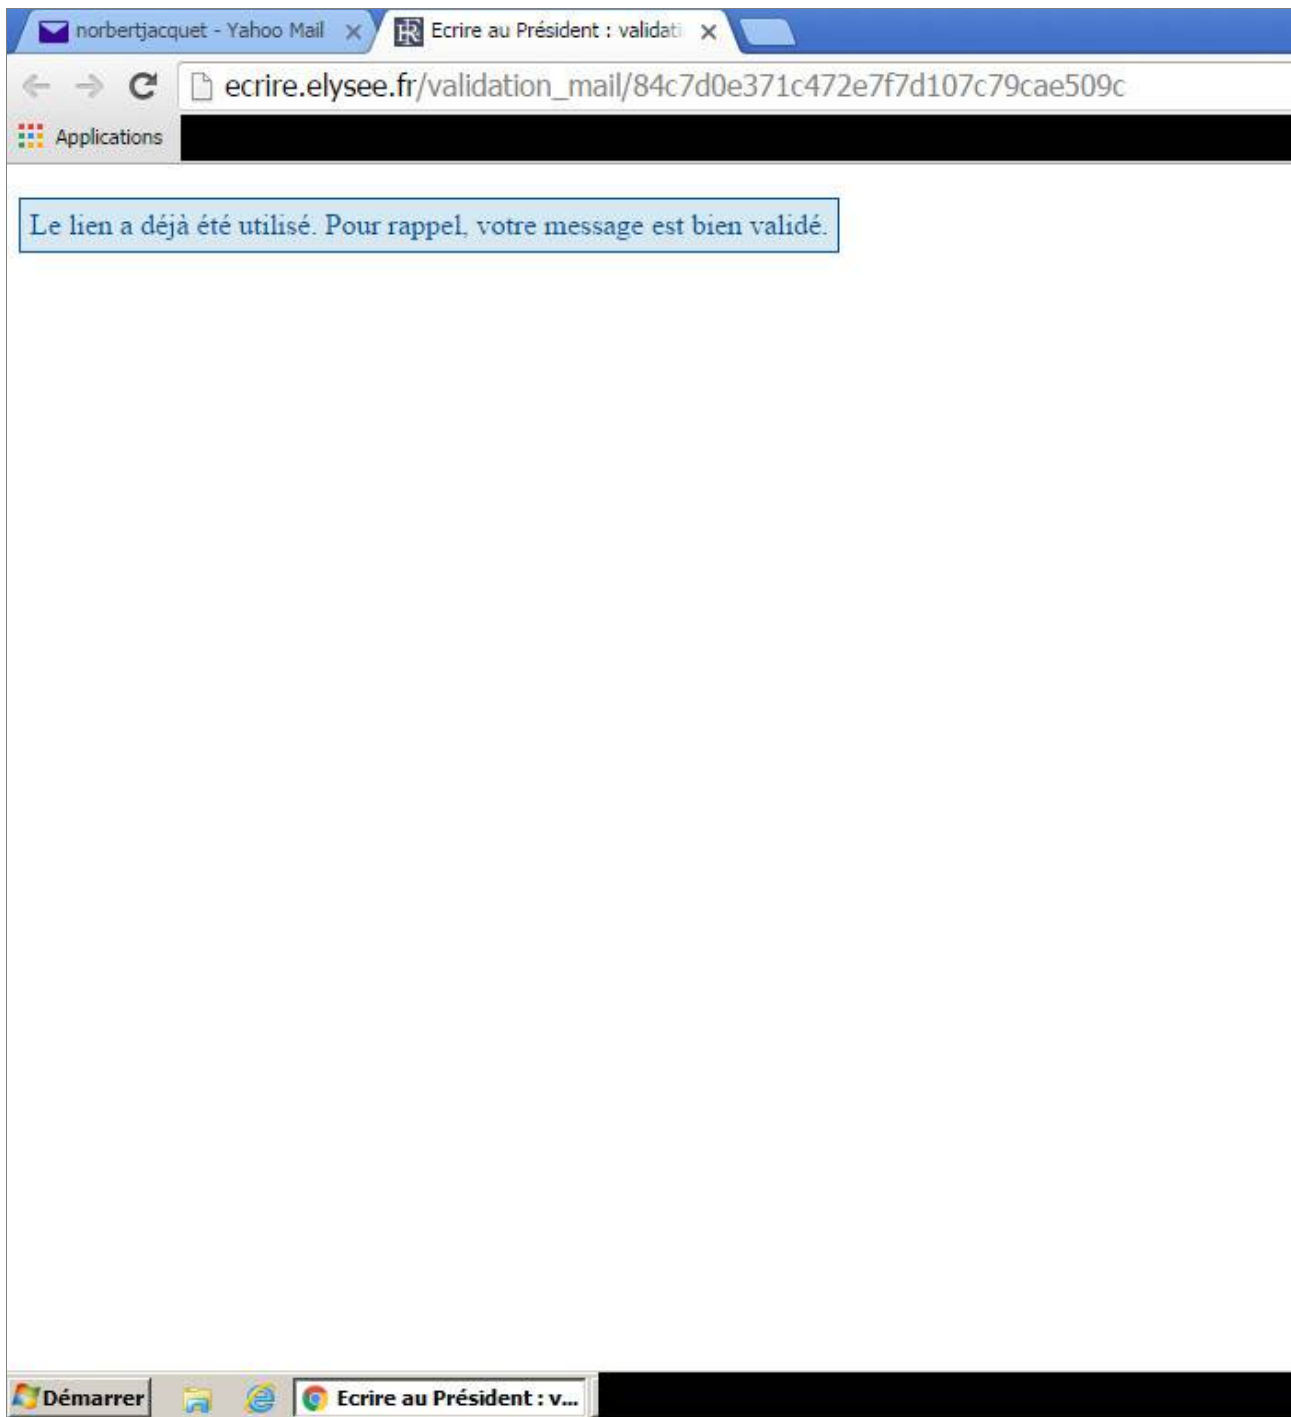 norbertjacquet - Yahoo Mail
Ecrire au Président : validati
ecrire.elysee.fr/validation_mail/84c7d0e371c472e7f7d107c79cae509c
Applications
Le lien a déjà été utilisé. Pour rappel, votre message est bien validé.
Démarrer
Ecrire au Président : v...